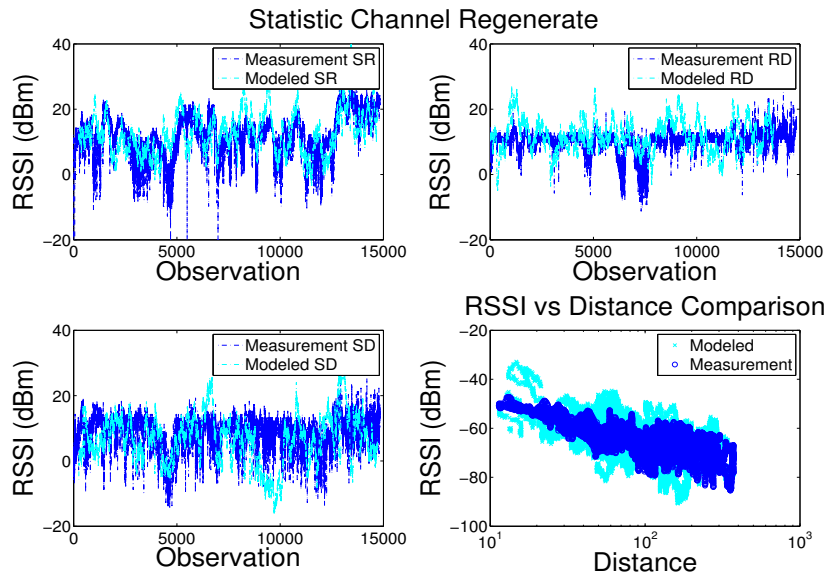 Statistic Channel Regenerate
40
20
0
−20
RSSI (dBm)
0 5000 10000 15000
Observation
Measurement SR
Modeled SR
40
20
0
−20
RSSI (dBm)
0 5000 10000 15000
Observation
Measurement RD
Modeled RD
40
20
0
−20
RSSI (dBm)
0 5000 10000 15000
Observation
Measurement SD
Modeled SD
RSSI vs Distance Comparison
−20
−40
−60
−80
−100
RSSI (dBm)
10¹ 10² 10³
Distance
Modeled
Measurement